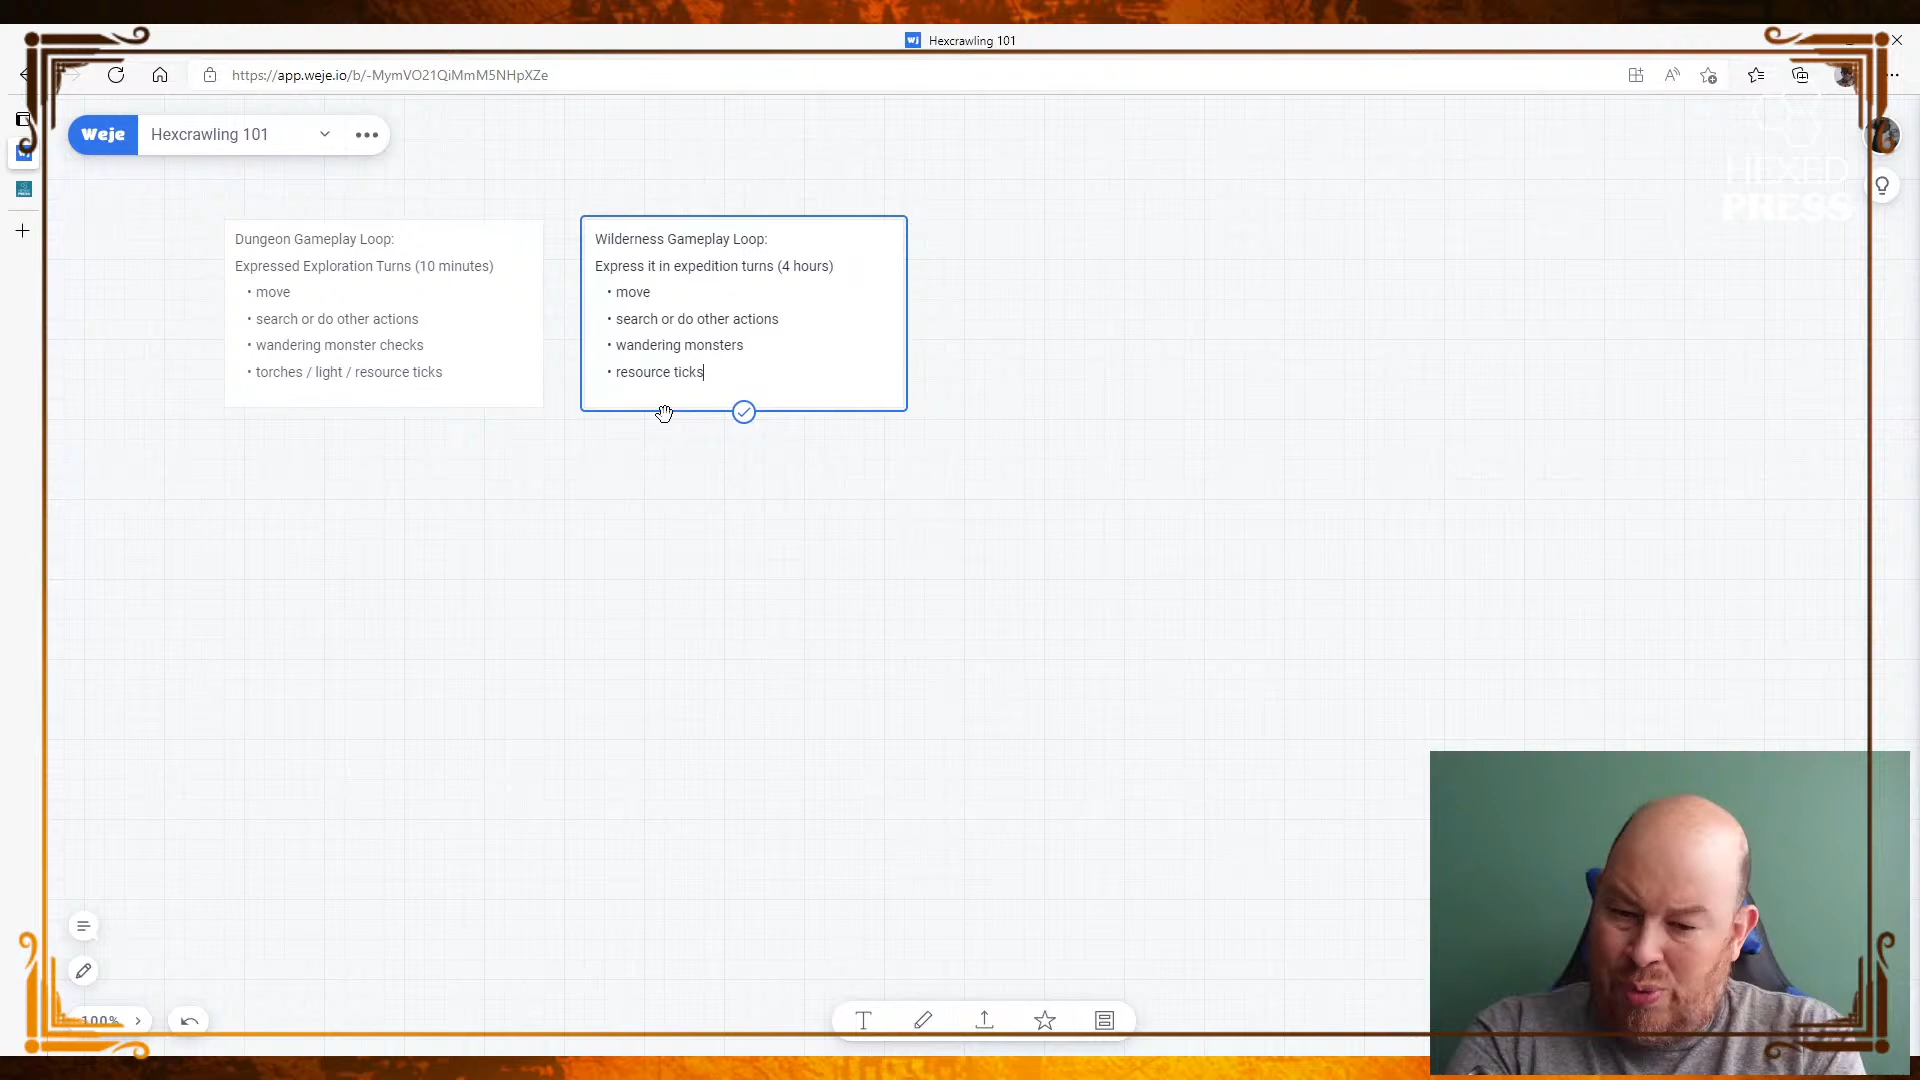 Hexcrawling 101
https://app.weje.io/b/-MymVO21QiMmM5NHpXZe
Weje
Hexcrawling 101
HEXED
PRESS
Dungeon Gameplay Loop:
Expressed Exploration Turns (10 minutes)
• move
• search or do other actions
• wandering monster checks
• torches / light / resource ticks
Wilderness Gameplay Loop:
Express it in expedition turns (4 hours)
• move
• search or do other actions
• wandering monsters
• resource ticks
100%